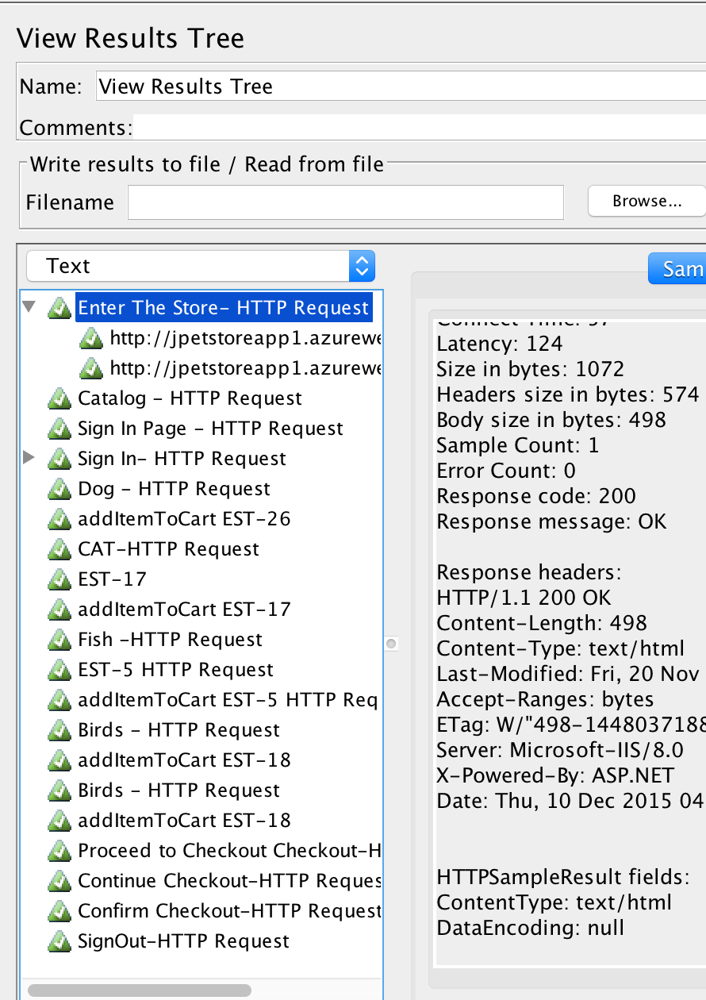 View Results Tree
Name: View Results Tree
Comments:
Write results to file / Read from file
Filename
Browse...
Text
Sam
Enter The Store– HTTP Request
http://jpetstoreapp1.azurewe
http://jpetstoreapp1.azurewe
Catalog – HTTP Request
Sign In Page – HTTP Request
Sign In– HTTP Request
Dog – HTTP Request
addItemToCart EST–26
CAT–HTTP Request
EST–17
addItemToCart EST–17
Fish –HTTP Request
EST–5 HTTP Request
addItemToCart EST–5 HTTP Req
Birds – HTTP Request
addItemToCart EST–18
Birds – HTTP Request
addItemToCart EST–18
Proceed to Checkout Checkout–H
Continue Checkout–HTTP Reques
Confirm Checkout–HTTP Request
SignOut–HTTP Request
Connect Time:
Latency: 124
Size in bytes: 1072
Headers size in bytes: 574
Body size in bytes: 498
Sample Count: 1
Error Count: 0
Response code: 200
Response message: OK
Response headers:
HTTP/1.1 200 OK
Content–Length: 498
Content–Type: text/html
Last–Modified: Fri, 20 Nov
Accept–Ranges: bytes
ETag: W/"498–1448037188
Server: Microsoft–IIS/8.0
X–Powered–By: ASP.NET
Date: Thu, 10 Dec 2015 04
HTTPSampleResult fields:
ContentType: text/html
DataEncoding: null